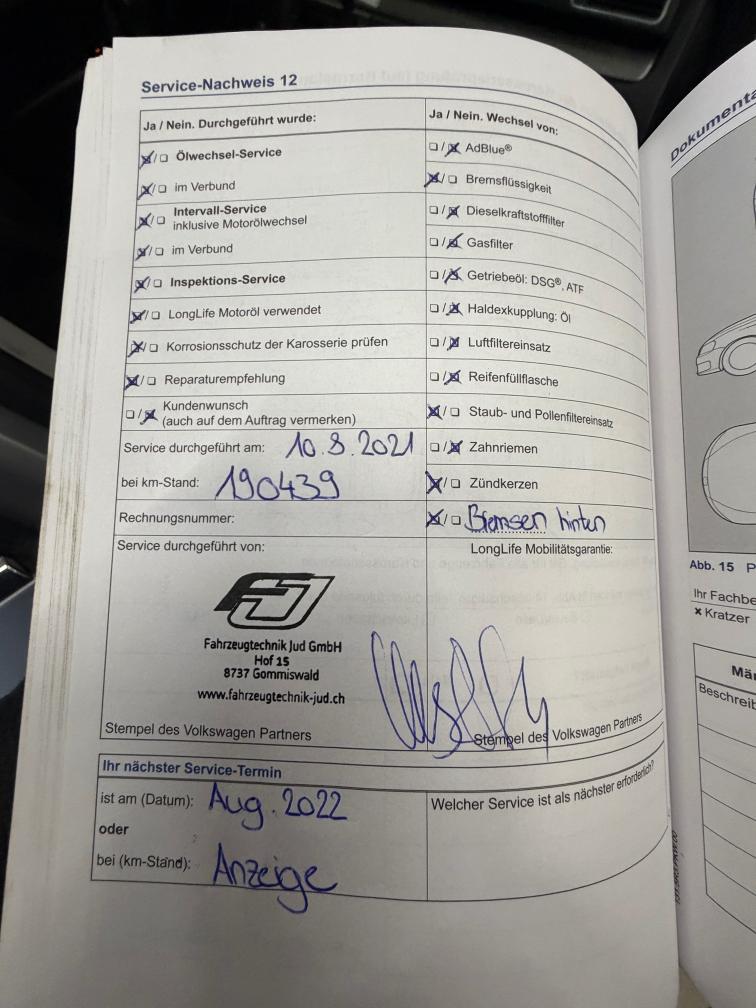 Service-Nachweis 12
Ja / Nein. Durchgeführt wurde:
☒/☐ Ölwechsel-Service
☒/☐ im Verbund
☒/☐ Intervall-Service
inklusive Motorölwechsel
☒/☐ im Verbund
☒/☐ Inspektions-Service
☒/☐ LongLife Motoröl verwendet
☒/☐ Korrosionsschutz der Karosserie prüfen
☒/☐ Reparaturempfehlung
☐/☒ Kundenwunsch
(auch auf dem Auftrag vermerken)
Service durchgeführt am: 10.8.2021
bei km-Stand: 190439
Rechnungsnummer:
Service durchgeführt von:
FJ
Fahrzeugtechnik Jud GmbH
Hof 15
8737 Gommiswald
www.fahrzeugtechnik-jud.ch
Stempel des Volkswagen Partners
Ja / Nein. Wechsel von:
☐/☒ AdBlue®
☒/☐ Bremsflüssigkeit
☐/☒ Dieselkraftstofffilter
☐/☒ Gasfilter
☐/☒ Getriebeöl: DSG®, ATF
☐/☒ Haldexkupplung: Öl
☐/☒ Luftfiltereinsatz
☐/☒ Reifenfüllflasche
☒/☐ Staub- und Pollenfiltereinsatz
☐/☒ Zahnriemen
☒/☐ Zündkerzen
☒/☐ Bremsen hinten
LongLife Mobilitätsgarantie:
Stempel des Volkswagen Partners
Ihr nächster Service-Termin
ist am (Datum): Aug. 2022
oder
bei (km-Stand): Anzeige
Welcher Service ist als nächster erforderlich?
Dokumenta
Abb. 15 P
Ihr Fachbe
× Kratzer
Män
Beschreib